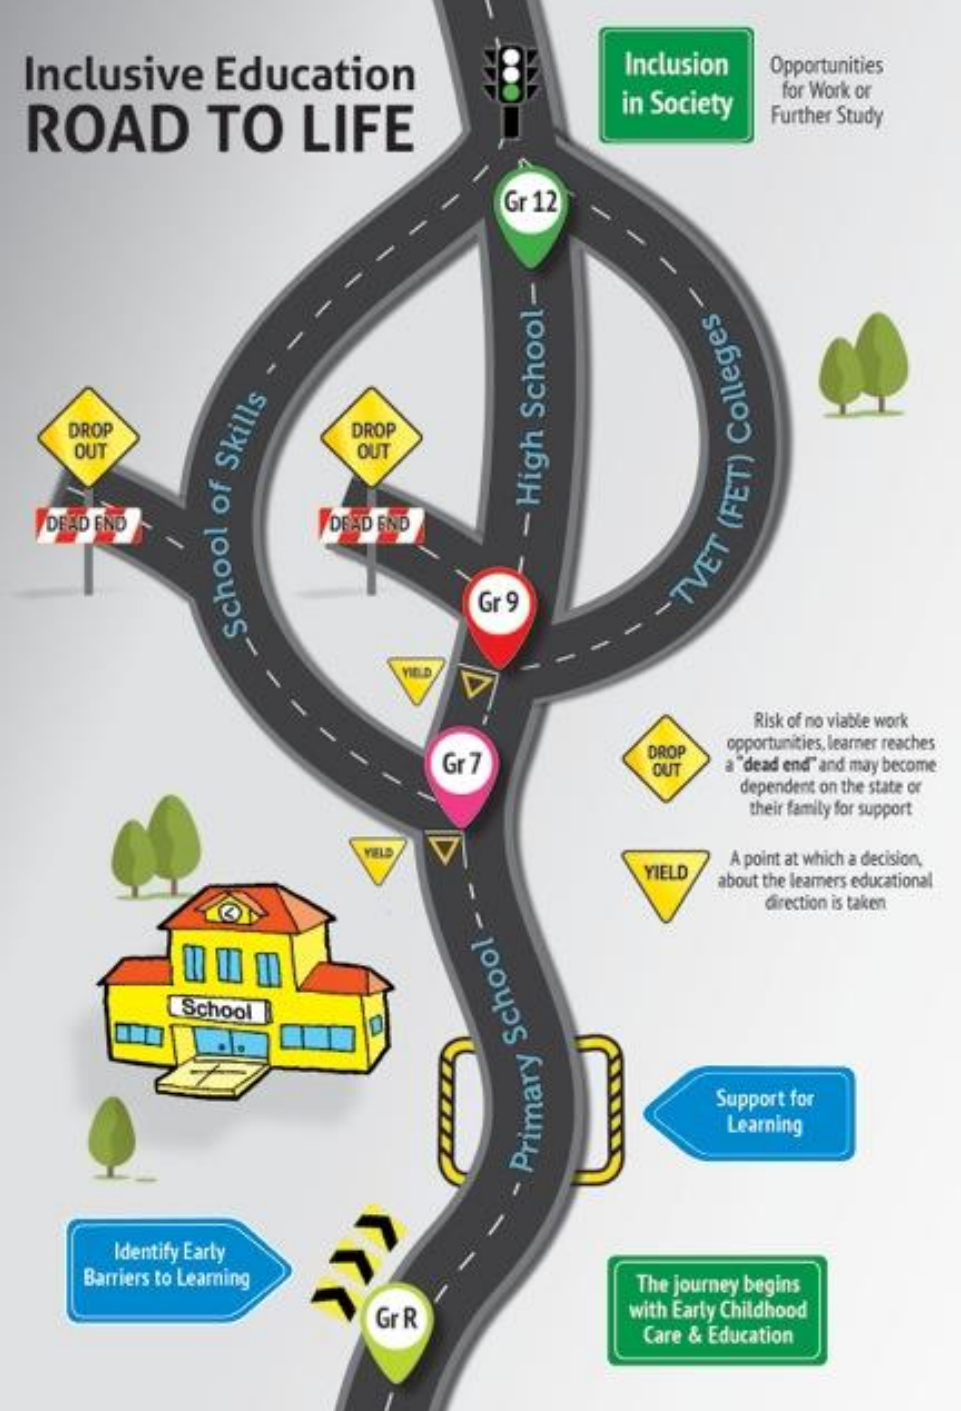 Inclusive Education
ROAD TO LIFE
Inclusion
in Society
Opportunities
for Work or
Further Study
Gr 12
High School
School of Skills
TVET (FET) Colleges
DROP
OUT
DEAD END
DROP
OUT
DEAD END
Gr 9
YIELD
Gr 7
YIELD
DROP
OUT
Risk of no viable work
opportunities, learner reaches
a "dead end" and may become
dependent on the state or
their family for support
YIELD
A point at which a decision,
about the learners educational
direction is taken
School
Primary School
Support for
Learning
Identify Early
Barriers to Learning
Gr R
The journey begins
with Early Childhood
Care & Education